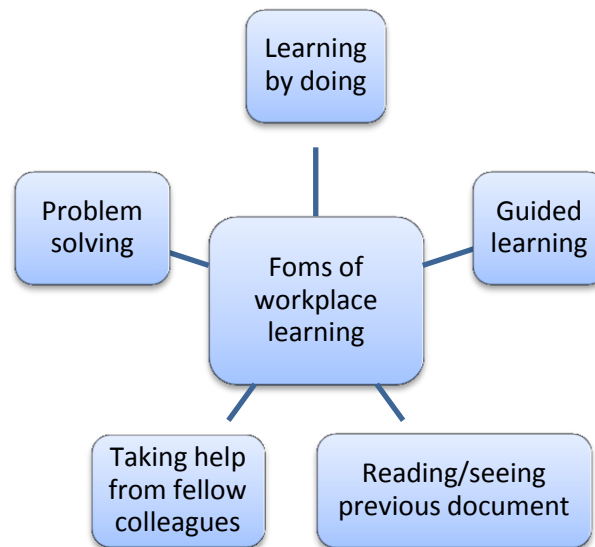 Learning
by doing
Problem
solving
Guided
learning
Foms of
workplace
learning
Taking help
from fellow
colleagues
Reading/seeing
previous document